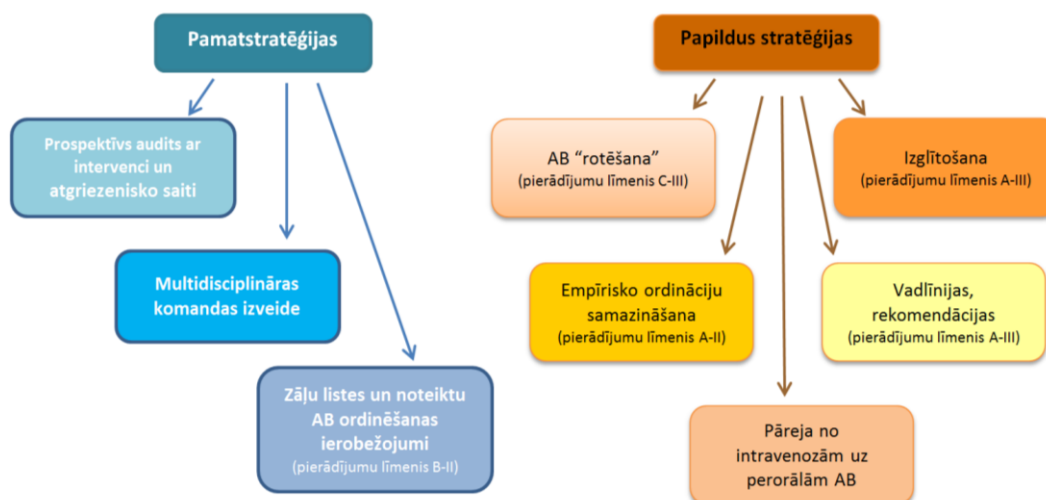 Pamatstratēģijas
Prospektīvs audits ar
intervenci un
atgriezenisko saiti
Multidisciplināras
komandas izveide
Zāļu listes un noteiktu
AB ordinēšanas
ierobežojumi
(pierādījumu līmenis B-II)
Papildus stratēģijas
AB “rotēšana”
(pierādījumu līmenis C-III)
Izglītošana
(pierādījumu līmenis A-III)
Empīrisko ordināciju
samazināšana
(pierādījumu līmenis A-II)
Vadlīnijas,
rekomendācijas
(pierādījumu līmenis A-III)
Pāreja no
intravenozām uz
perorālām AB